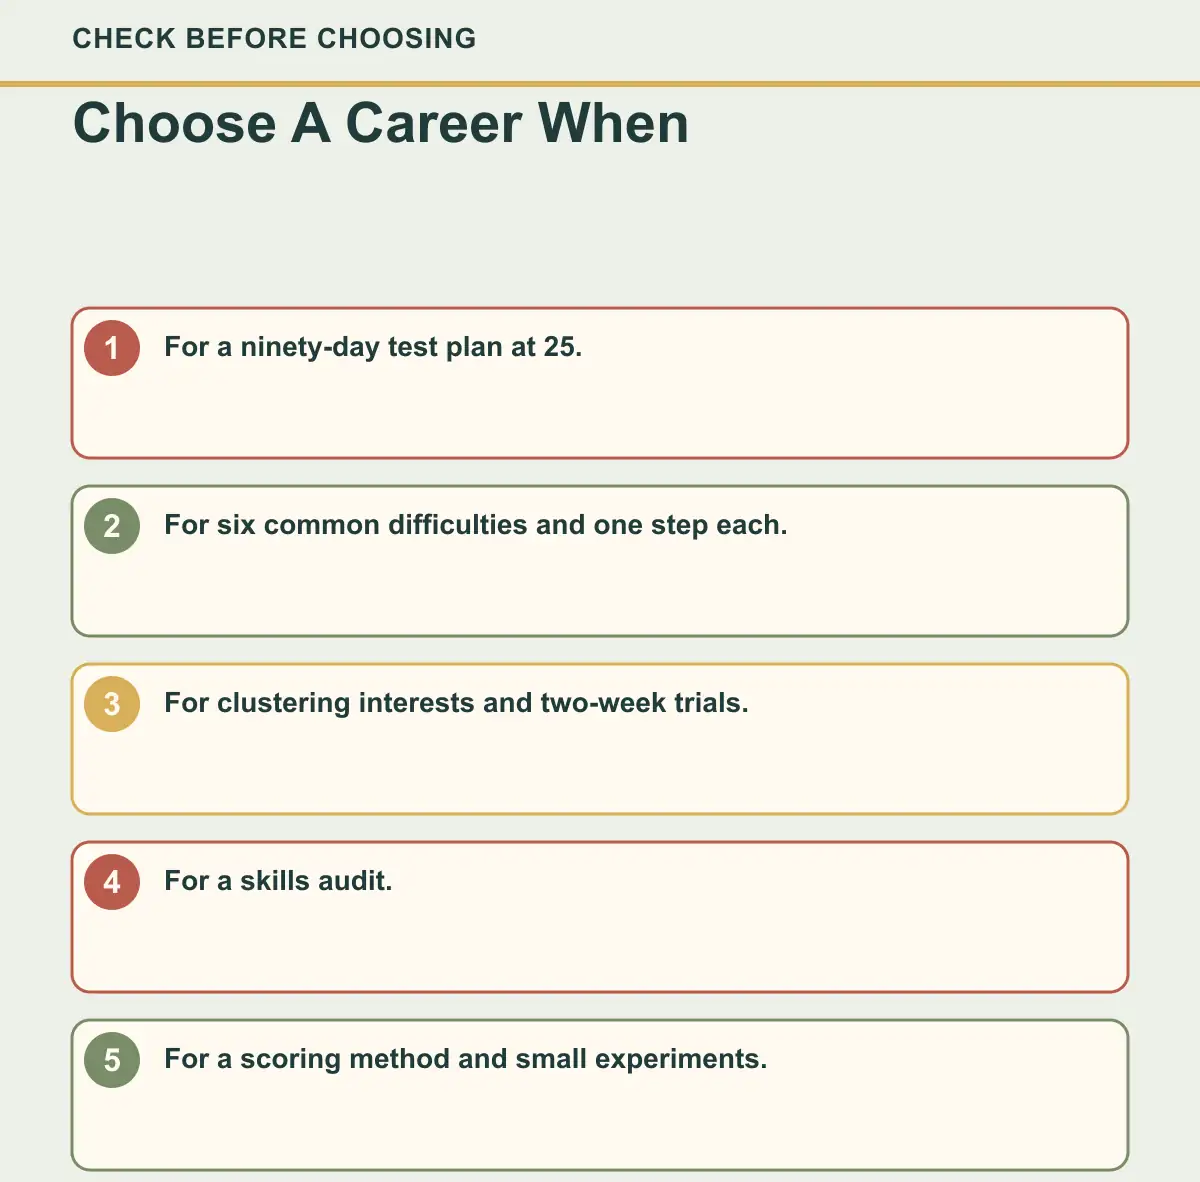 CHECK BEFORE CHOOSING
Choose A Career When
1 For a ninety-day test plan at 25.
2 For six common difficulties and one step each.
3 For clustering interests and two-week trials.
4 For a skills audit.
5 For a scoring method and small experiments.